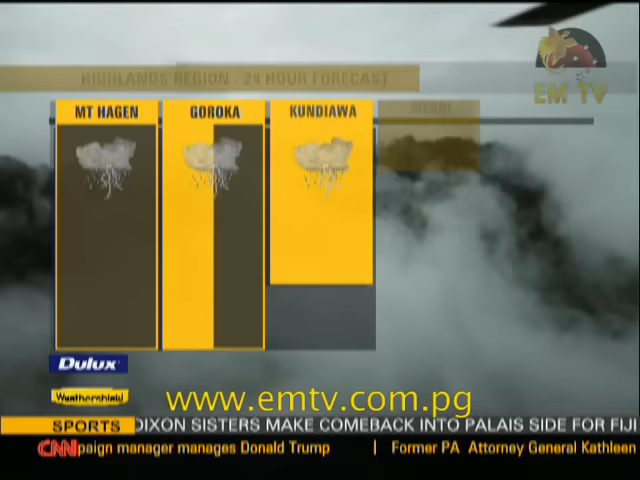 HIGHLANDS REGION - 24 HOUR FORECAST
EM TV
MT HAGEN
GOROKA
KUNDIAWA
MENDI
Dulux
Weathershield
www.emtv.com.pg
SPORTS DIXON SISTERS MAKE COMEBACK INTO PALAIS SIDE FOR FIJI
CNN paign manager manages Donald Trump | Former PA Attorney General Kathleen